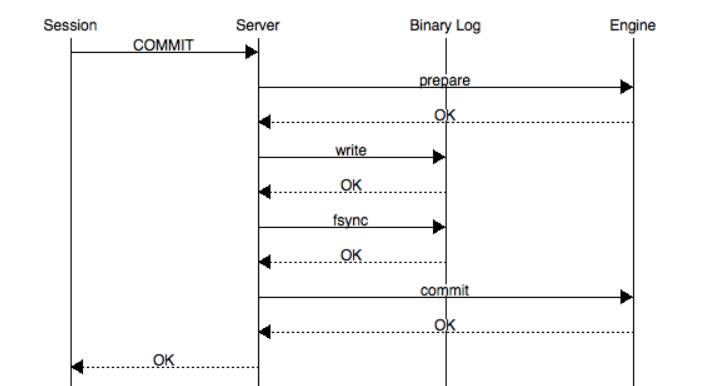 Session Server Binary Log Engine
COMMIT
prepare
OK
write
OK
fsync
OK
commit
OK
OK